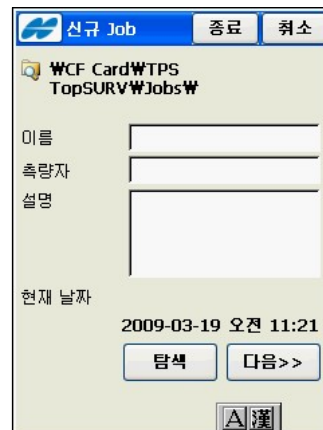 신규 Job 종료 취소
₩CF Card₩TPS
TopSURV₩Jobs₩
이름
측량자
설명
현재 날짜
2009-03-19 오전 11:21
탐색 다음>>
A漢